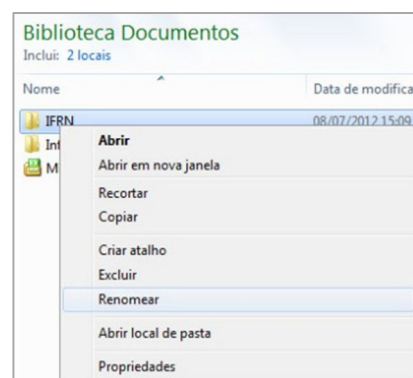 Biblioteca Documentos
Inclui: 2 locais
Nome Data de modifica
IFRN 08/07/2012 15:09
Abrir
Abrir em nova janela
Recortar
Copiar
Criar atalho
Excluir
Renomear
Abrir local de pasta
Propriedades